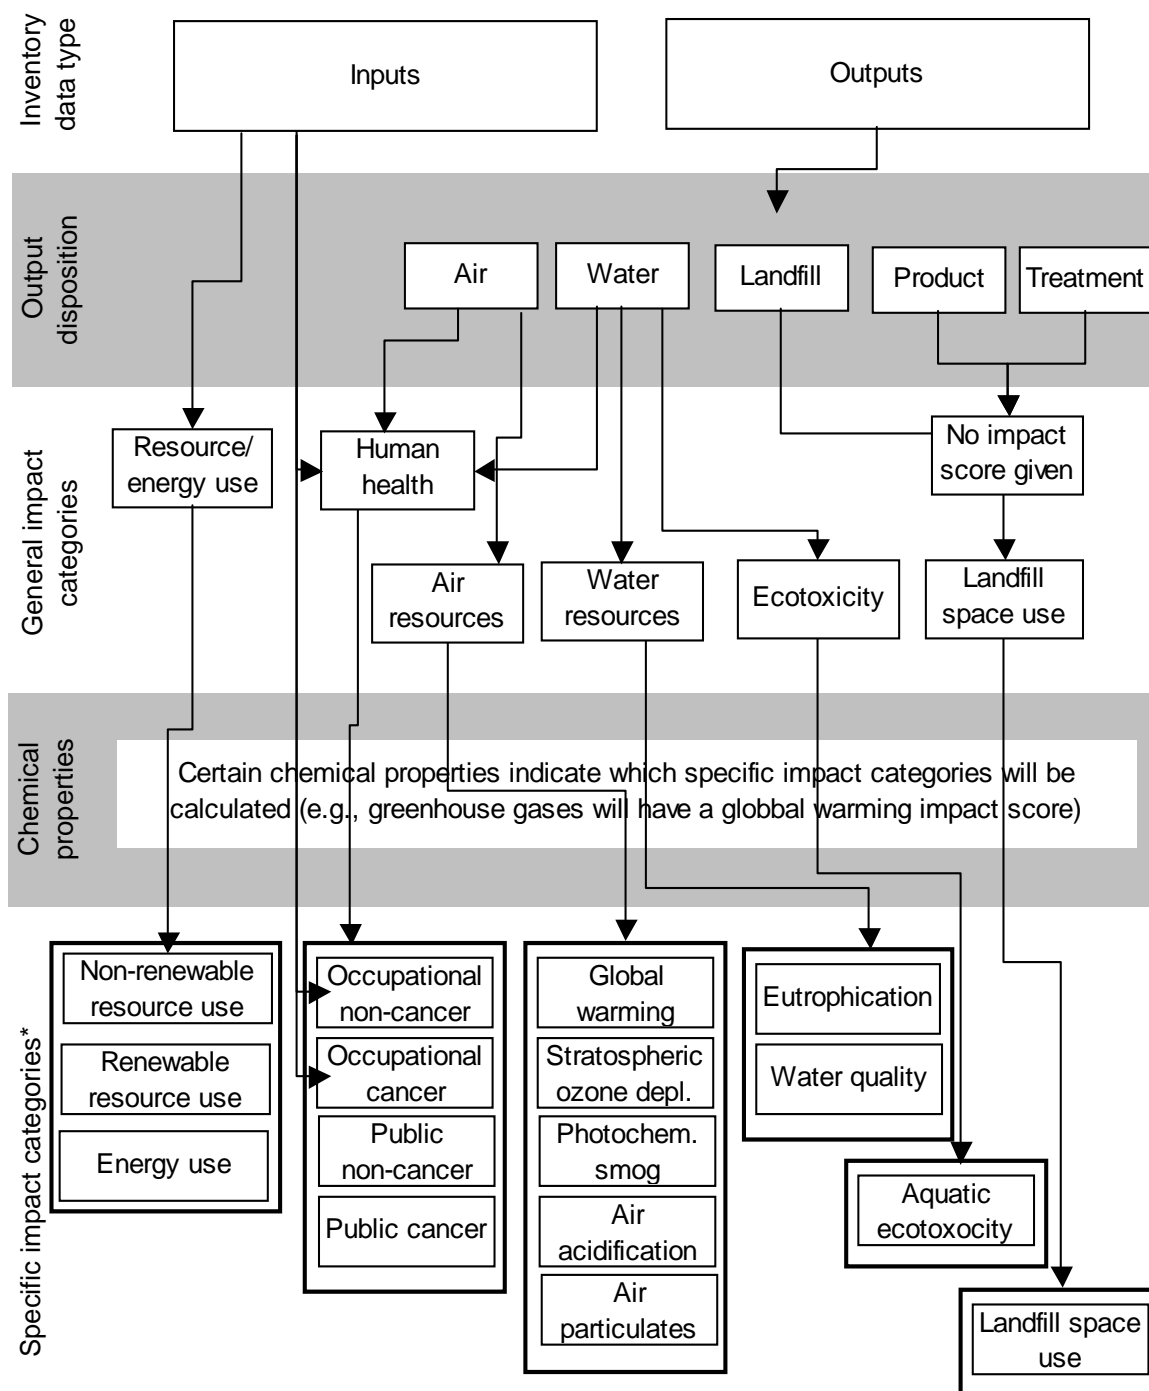 Inventory
data type
Inputs
Outputs
Output
disposition
Air
Water
Landfill
Product
Treatment
General impact
categories
Resource/
energy use
Human
health
No impact
score given
Air
resources
Water
resources
Ecotoxicity
Landfill
space use
Chemical
properties
Certain chemical properties indicate which specific impact categories will be
calculated (e.g., greenhouse gases will have a globbal warming impact score)
Specific impact categories*
Non-renewable
resource use
Renewable
resource use
Energy use
Occupational
non-cancer
Occupational
cancer
Public
non-cancer
Public cancer
Global
warming
Stratospheric
ozone depl.
Photochem.
smog
Air
acidification
Air
particulates
Eutrophication
Water quality
Aquatic
ecotoxocity
Landfill space
use